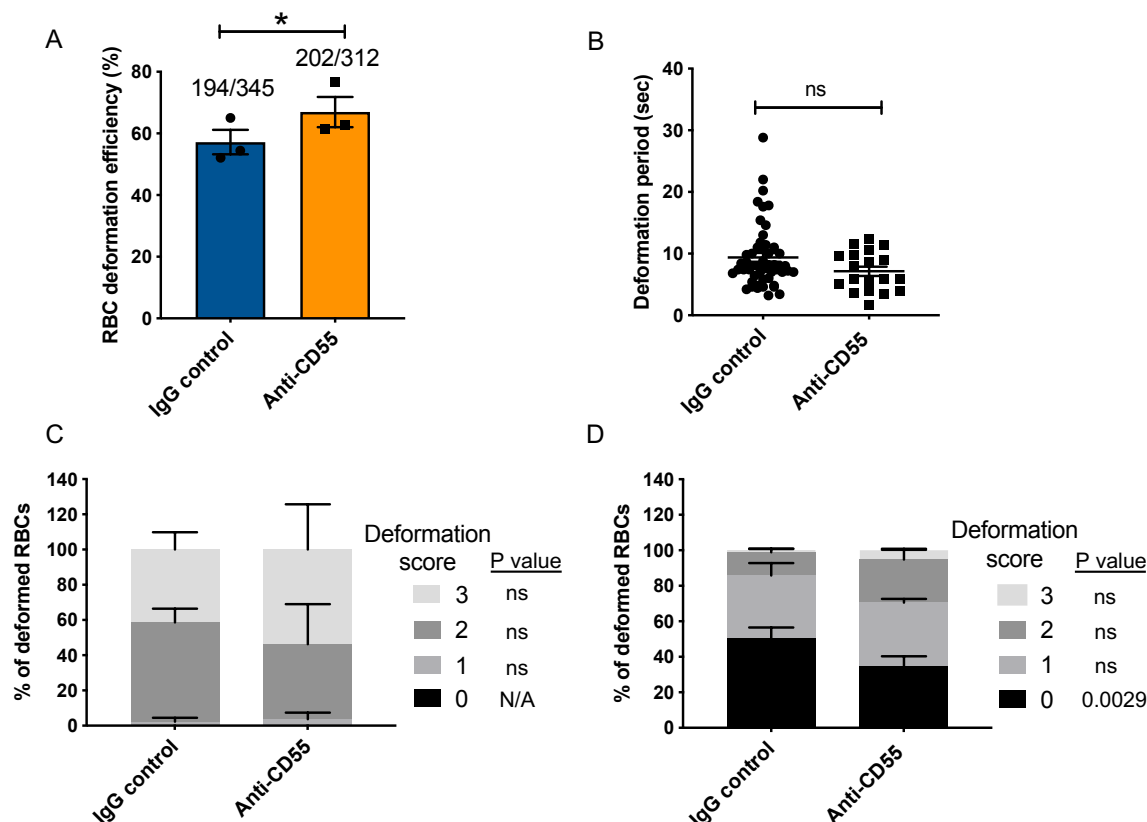 A
*
194/345
202/312
RBC deformation efficiency (%)
80
60
40
20
0
IgG control
Anti-CD55
B
ns
Deformation period (sec)
40
30
20
10
0
IgG control
Anti-CD55
C
% of deformed RBCs
140
120
100
80
60
40
20
0
IgG control
Anti-CD55
Deformation
score P value
3 ns
2 ns
1 ns
0 N/A
D
% of deformed RBCs
140
120
100
80
60
40
20
0
IgG control
Anti-CD55
Deformation
score P value
3 ns
2 ns
1 ns
0 0.0029